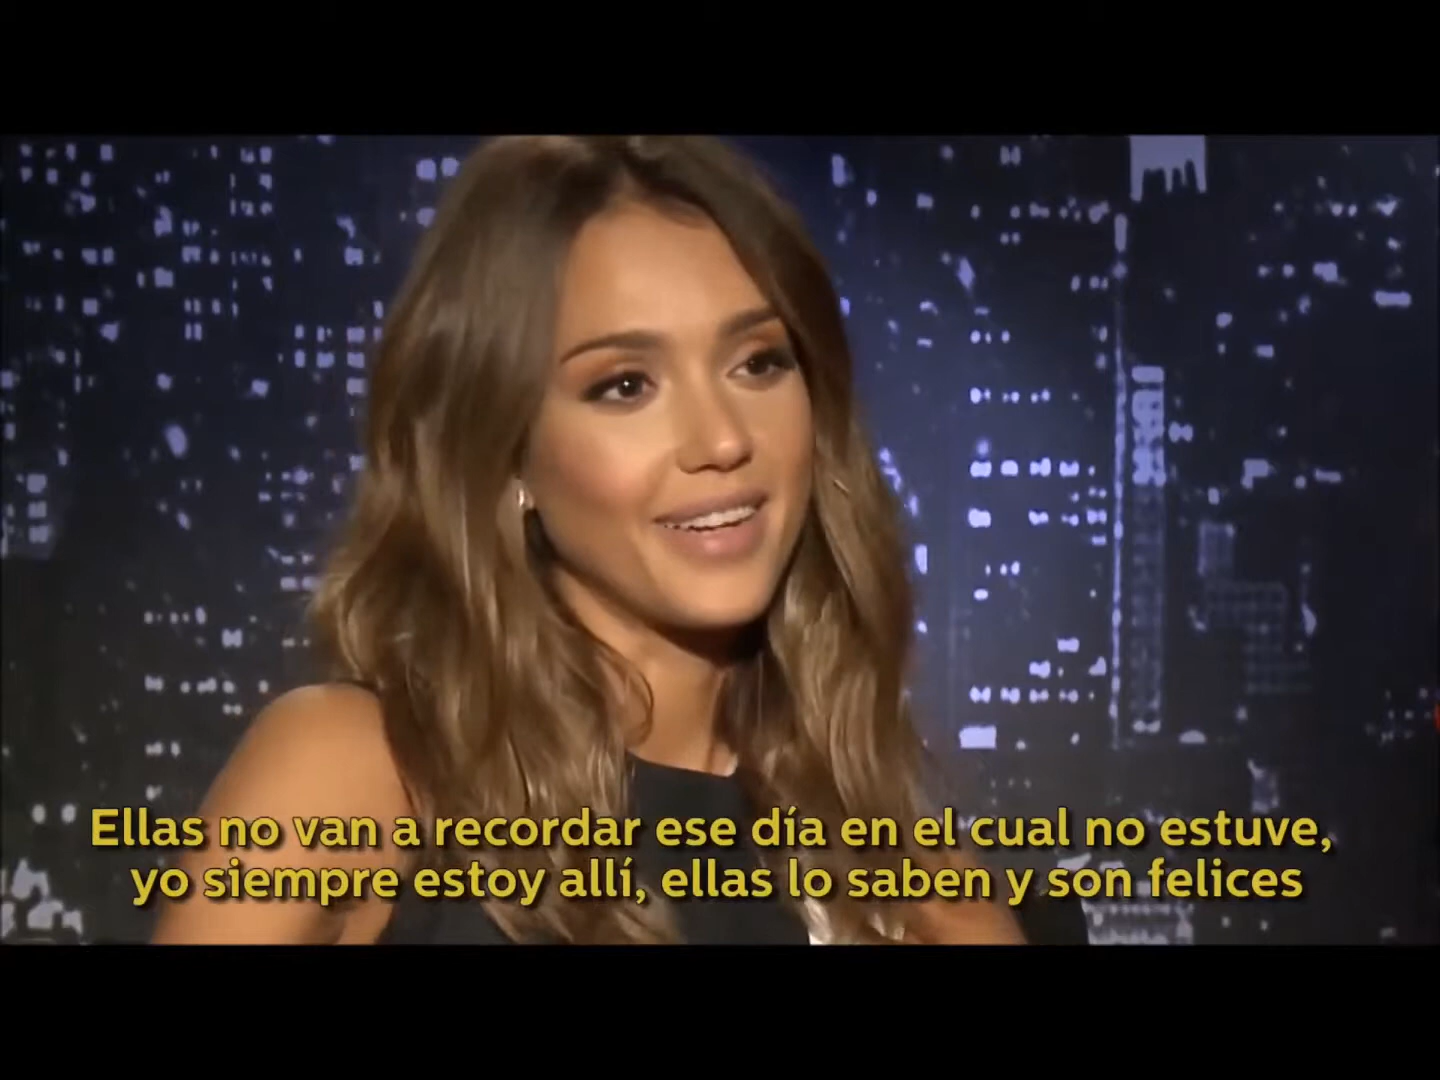 Ellas no van a recordar ese día en el cual no estuve,
yo siempre estoy allí, ellas lo saben y son felices